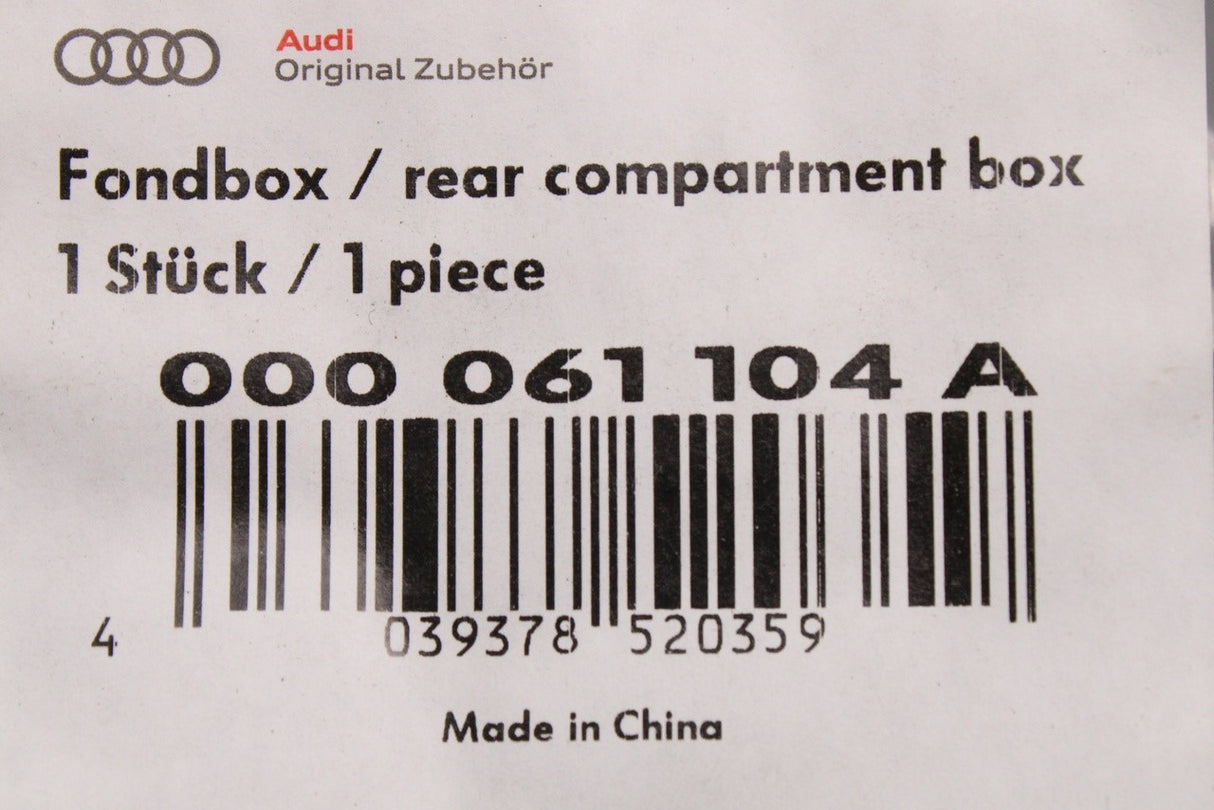 Audi
Original Zubehör
Fondbox / rear compartment box
1 Stück / 1 piece
000 061 104 A
4 039378 520359
Made in China